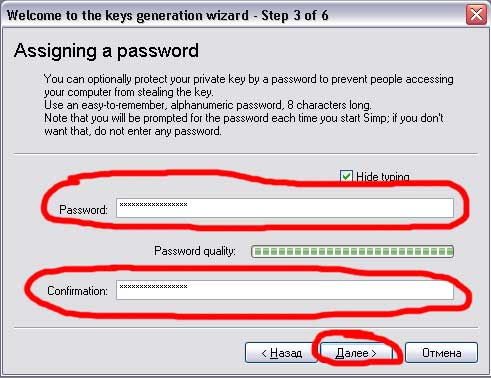 Welcome to the keys generation wizard - Step 3 of 6
Assigning a password
You can optionally protect your private key by a password to prevent people accessing
your computer from stealing the key.
Use an easy-to-remember, alphanumeric password, 8 characters long.
Note that you will be prompted for the password each time you start Simp; if you don't
want that, do not enter any password.
Hide typing
Password: ****************
Password quality:
Confirmation: ****************
< Назад Далее > Отмена